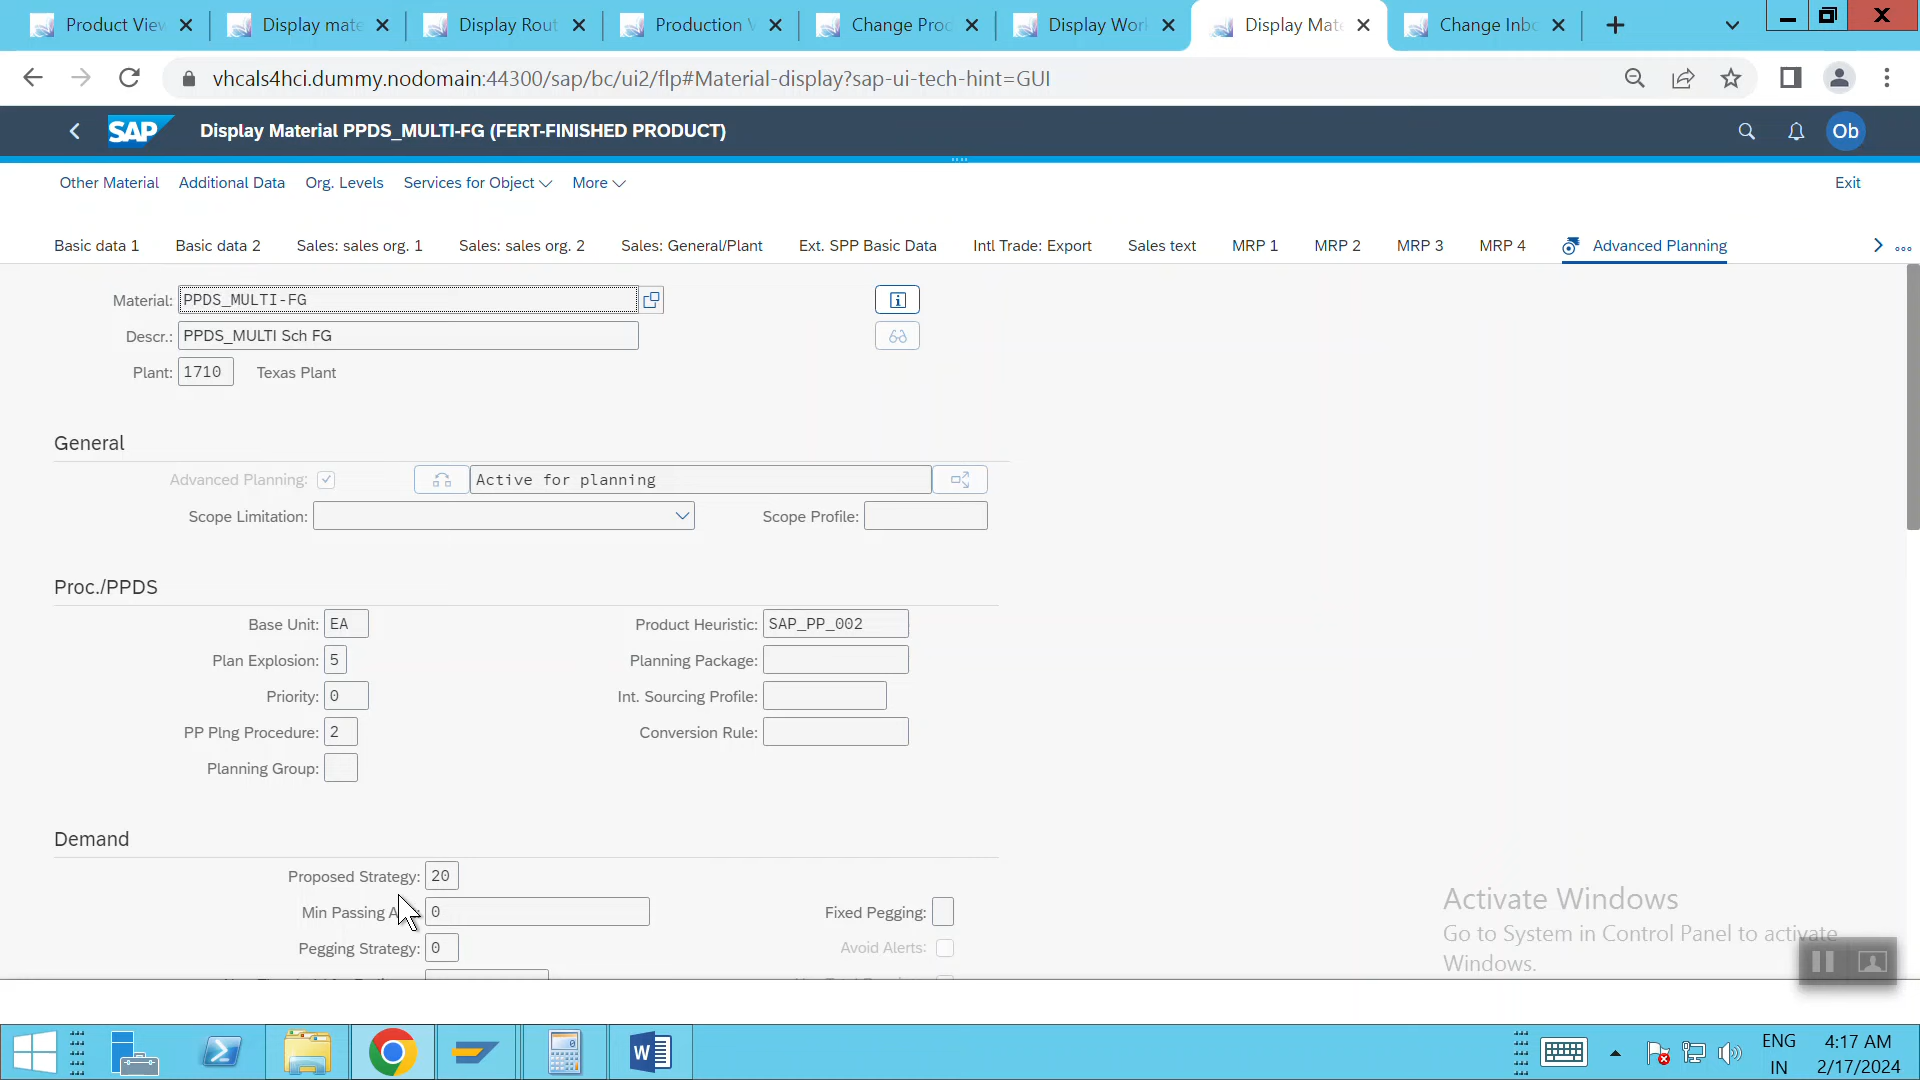 Product Viev
Display mate
Display Rout
Production V
Change Proc
Display Wor
Display Mate
Change Inbo
vhcals4hci.dummy.nodomain:44300/sap/bc/ui2/flp#Material-display?sap-ui-tech-hint=GUI
SAP Display Material PPDS_MULTI-FG (FERT-FINISHED PRODUCT)
Ob
Other Material Additional Data Org. Levels Services for Object More Exit
Basic data 1 Basic data 2 Sales: sales org. 1 Sales: sales org. 2 Sales: General/Plant Ext. SPP Basic Data Intl Trade: Export Sales text MRP 1 MRP 2 MRP 3 MRP 4 Advanced Planning
Material: PPDS_MULTI-FG
Descr.: PPDS_MULTI Sch FG
Plant: 1710 Texas Plant
General
Advanced Planning: Active for planning
Scope Limitation: Scope Profile:
Proc./PPDS
Base Unit: EA Product Heuristic: SAP_PP_002
Plan Explosion: 5 Planning Package:
Priority: 0 Int. Sourcing Profile:
PP Plng Procedure: 2 Conversion Rule:
Planning Group:
Demand
Proposed Strategy: 20
Min Passing 0 Fixed Pegging:
Pegging Strategy: 0 Avoid Alerts:
Activate Windows
Go to System in Control Panel to activate
Windows.
ENG
IN
4:17 AM
2/17/2024